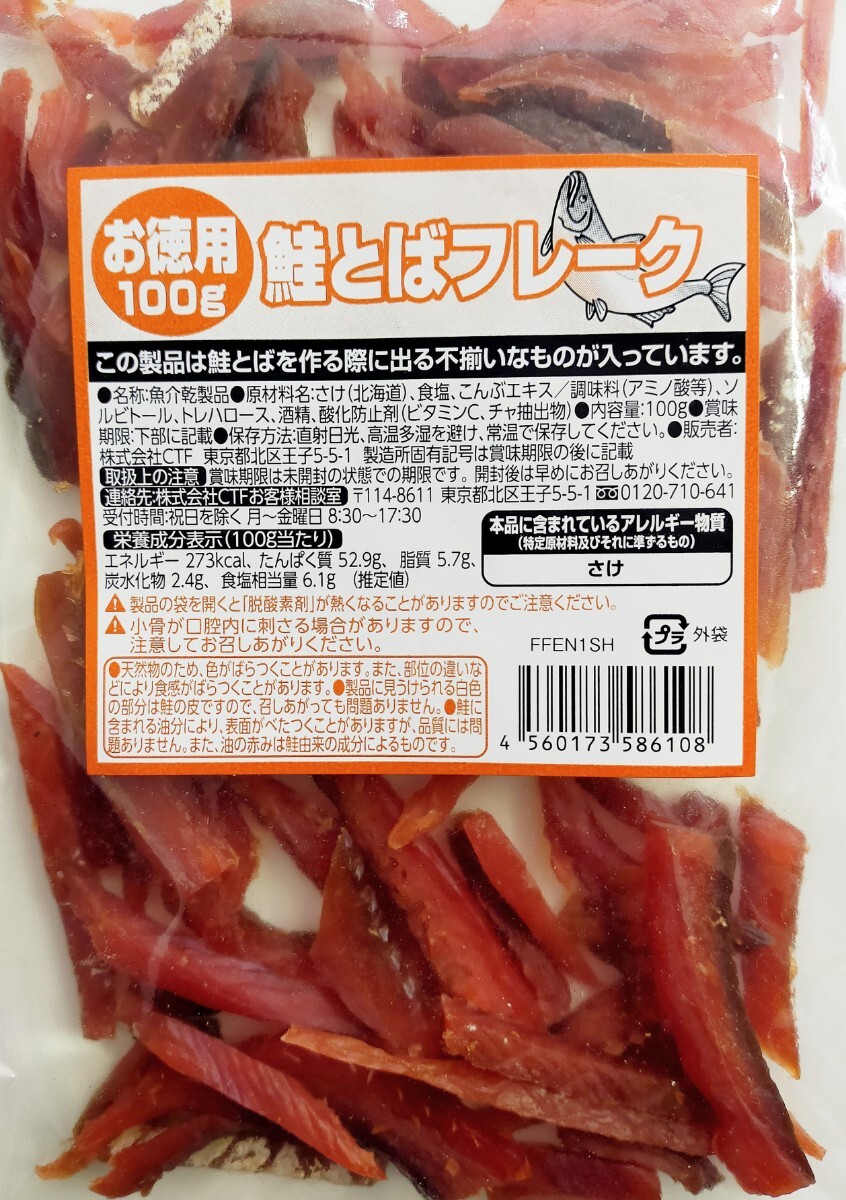 お徳用
100g
鮭とばフレーク
この製品は鮭とばを作る際に出る不揃いなものが入っています。
●名称:魚介乾製品●原材料名:さけ(北海道)、食塩、こんぶエキス／調味料(アミノ酸等)、ソ
ルビトール、トレハロース、酒精、酸化防止剤(ビタミンC、チャ抽出物)●内容量:100g●賞味
期限:下部に記載●保存方法:直射日光、高温多湿を避け、常温で保存してください。●販売者:
株式会社CTF 東京都北区王子5-5-1 製造所固有記号は賞味期限の後に記載
取扱上の注意 賞味期限は未開封の状態での期限です。開封後は早めにお召しあがりください。
連絡先:株式会社CTFお客様相談室 〒114-8611 東京都北区王子5-5-1 0120-710-641
受付時間:祝日を除く 月～金曜日 8:30～17:30
栄養成分表示(100g当たり)
エネルギー 273kcal、たんぱく質 52.9g、 脂質 5.7g、
炭水化物 2.4g、 食塩相当量 6.1g (推定値)
本品に含まれているアレルギー物質
(特定原材料及びそれに準ずるもの)
さけ
製品の袋を開くと「脱酸素剤」が熱くなることがありますのでご注意ください。
小骨が口腔内に刺さる場合がありますので、
注意してお召しあがりください。
プラ 外袋
FFEN1SH
●天然物のため、色がばらつくことがあります。また、部位の違いな
どにより食感がばらつくことがあります。●製品に見うけられる白色
の部分は鮭の皮ですので、召しあがっても問題ありません。●鮭に
含まれる油分により、表面がべたつくことがありますが、品質には問
題ありません。また、油の赤みは鮭由来の成分によるものです。
4 560173 586108